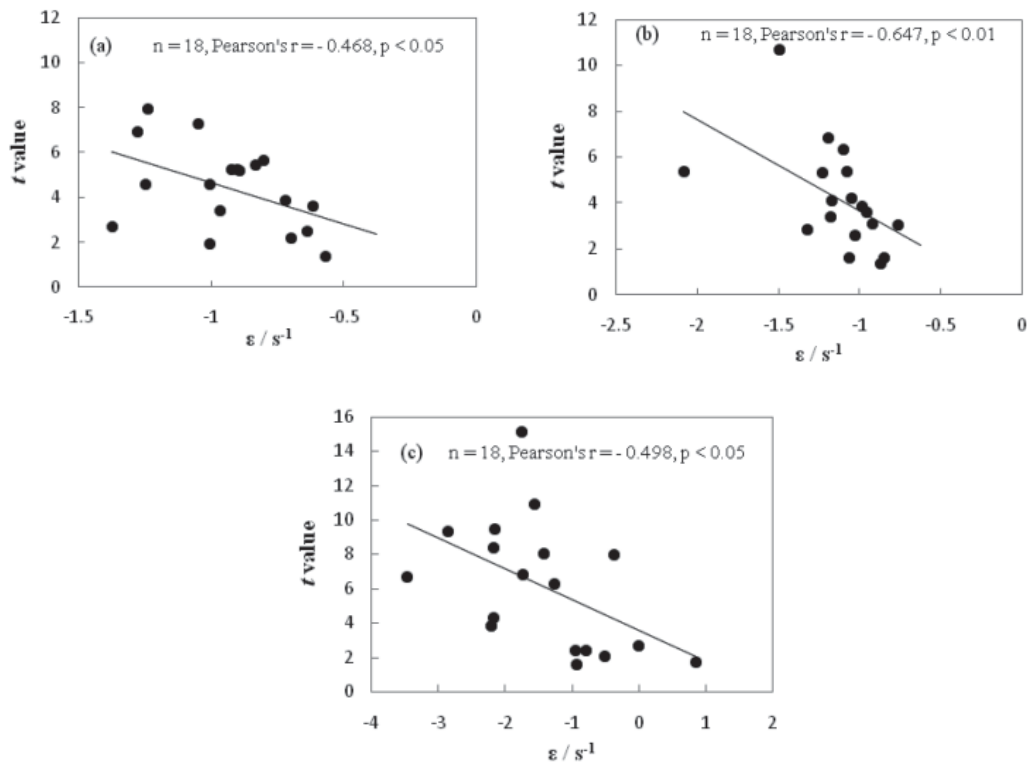 12
(a)
n = 18, Pearson's r = - 0.468, p < 0.05
10
8
6
4
2
0
t value
-1.5 -1 -0.5 0
ε / s-1
12
(b)
n = 18, Pearson's r = - 0.647, p < 0.01
10
8
6
4
2
0
t value
-2.5 -2 -1.5 -1 -0.5 0
ε / s-1
16
14
(c)
n = 18, Pearson's r = - 0.498, p < 0.05
12
10
8
6
4
2
0
t value
-4 -3 -2 -1 0 1 2
ε / s-1